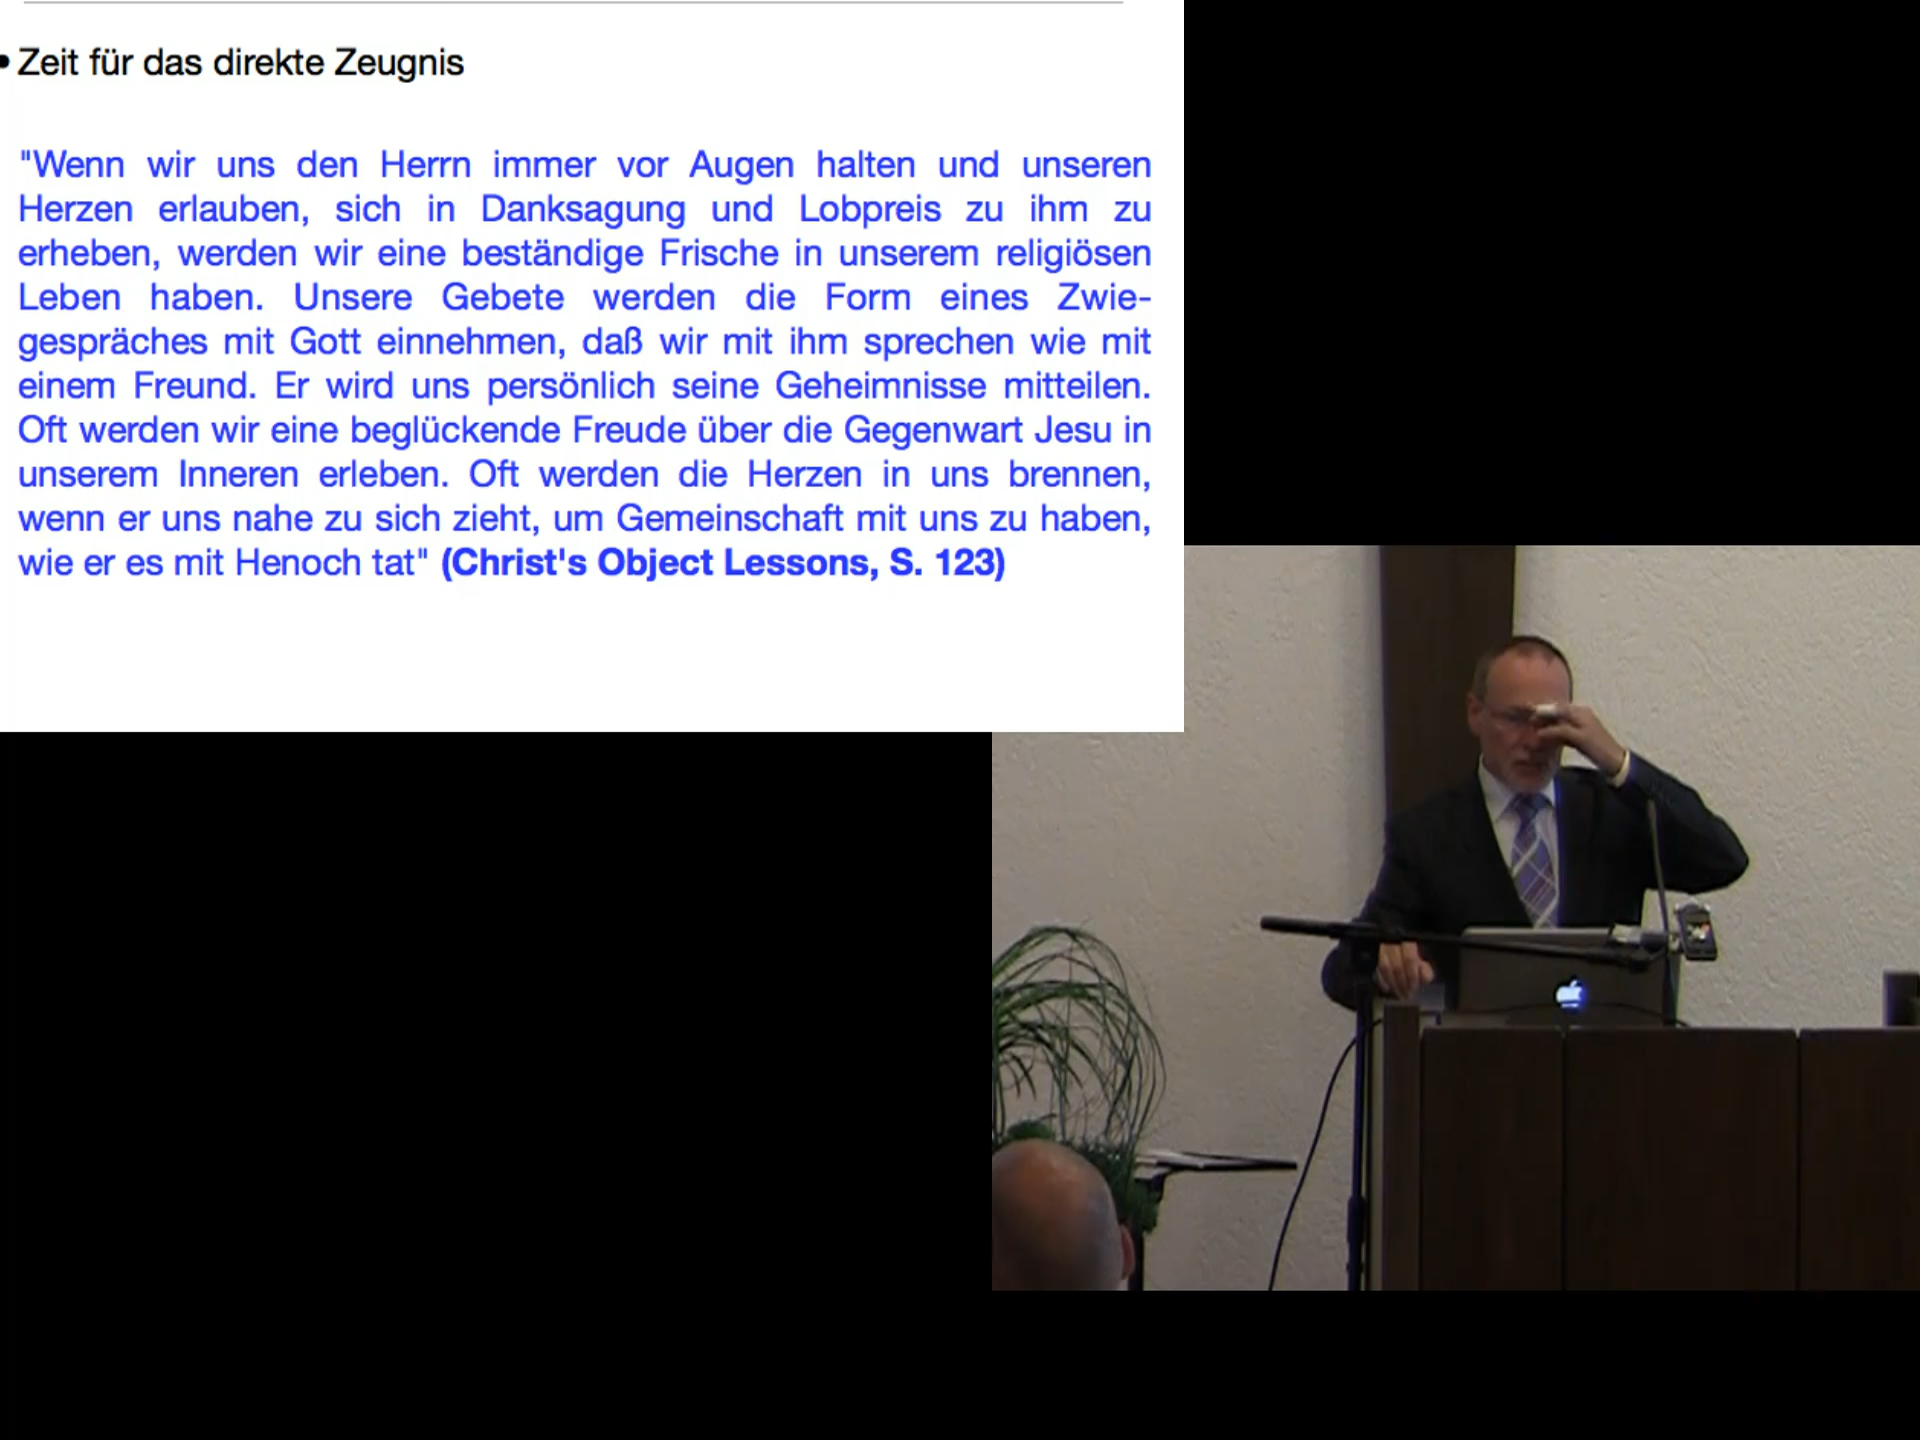 • Zeit für das direkte Zeugnis
"Wenn wir uns den Herrn immer vor Augen halten und unseren
Herzen erlauben, sich in Danksagung und Lobpreis zu ihm zu
erheben, werden wir eine beständige Frische in unserem religiösen
Leben haben. Unsere Gebete werden die Form eines Zwie-
gespräches mit Gott einnehmen, daß wir mit ihm sprechen wie mit
einem Freund. Er wird uns persönlich seine Geheimnisse mitteilen.
Oft werden wir eine beglückende Freude über die Gegenwart Jesu in
unserem Inneren erleben. Oft werden die Herzen in uns brennen,
wenn er uns nahe zu sich zieht, um Gemeinschaft mit uns zu haben,
wie er es mit Henoch tat" (Christ's Object Lessons, S. 123)